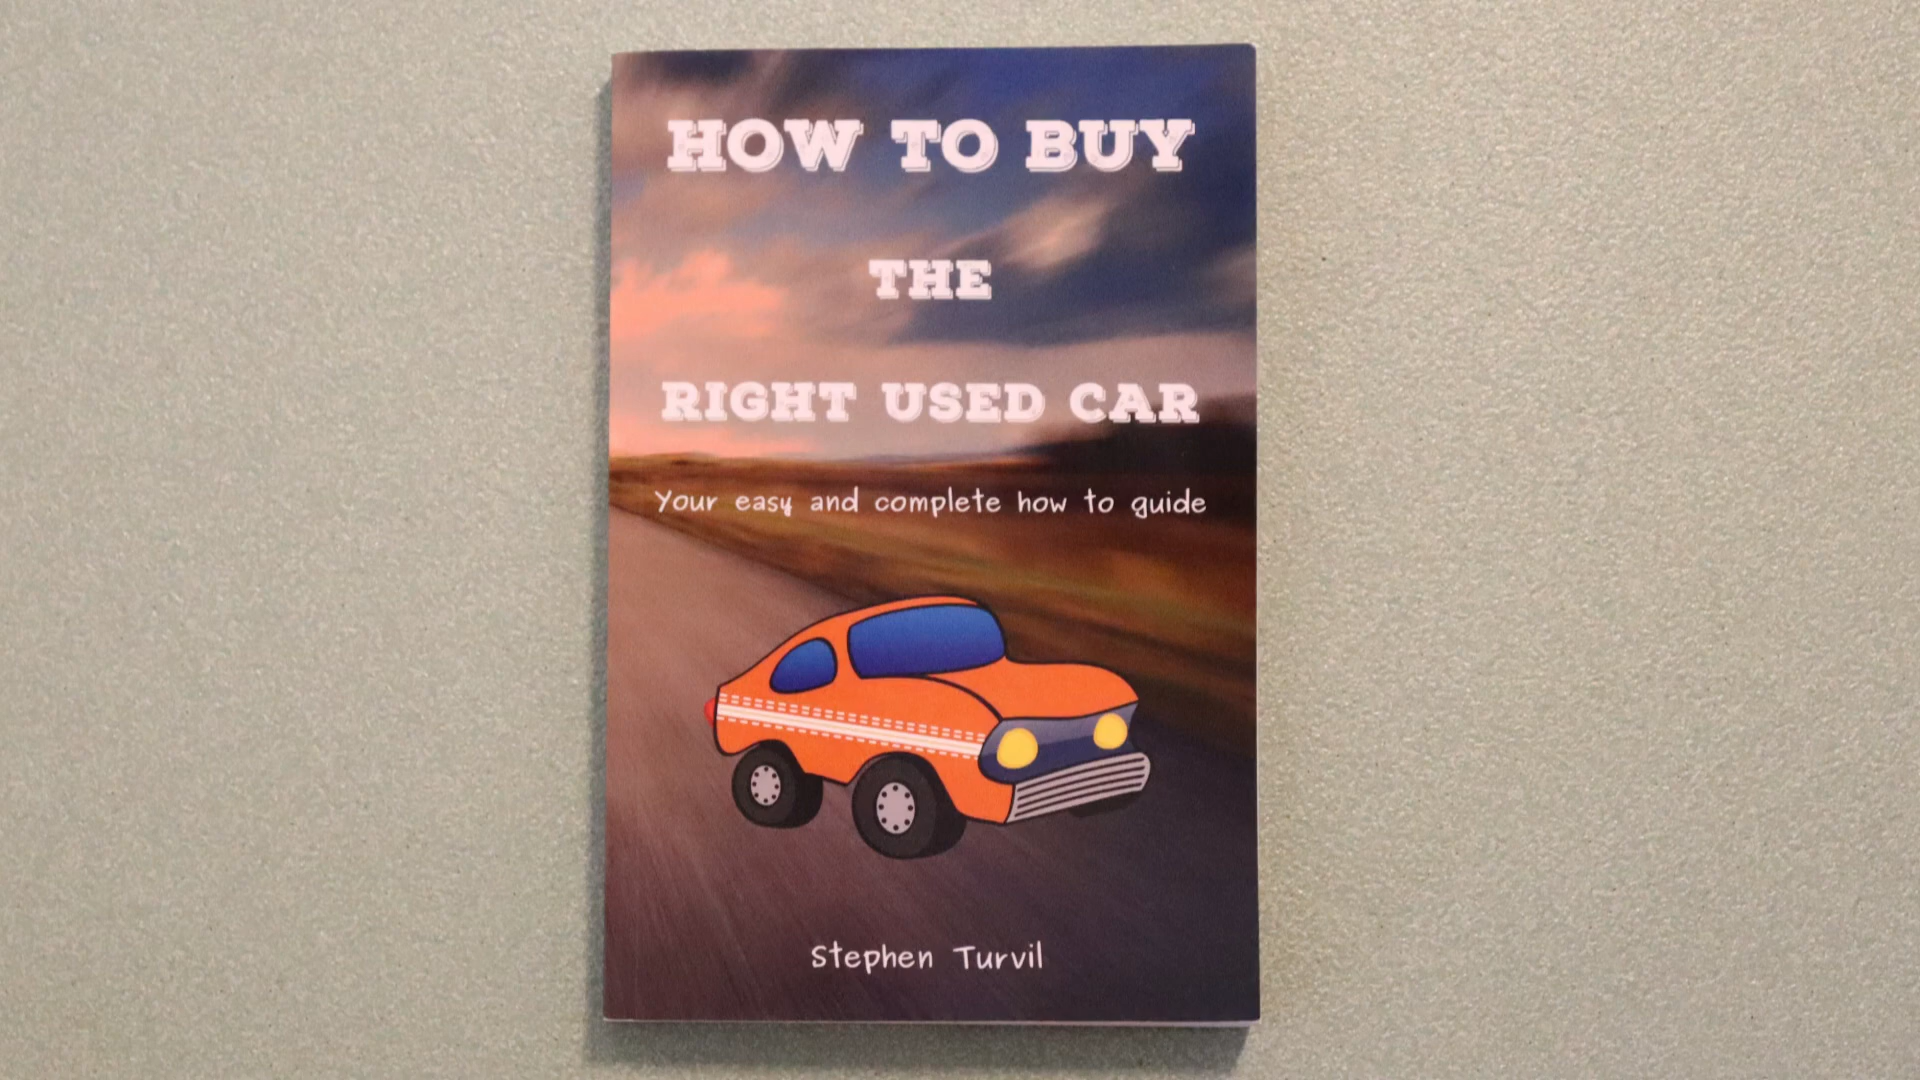 HOW TO BUY
THE
RIGHT USED CAR
Your easy and complete how to guide
Stephen Turvil